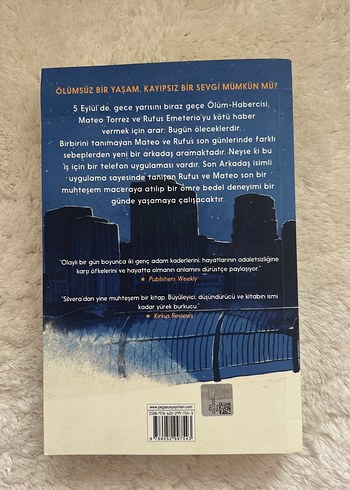 ÖLÜMSÜZ BİR YAŞAM, KAYIPSIZ BİR SEVGİ MÜMKÜN MÜ?
5 Eylül'de, gece yarısını biraz geçe Ölüm-Habercisi,
Mateo Torrez ve Rufus Emeterio'yu kötü haber
vermek için arar: Bugün öleceklerdir.
Birbirini tanımayan Mateo ve Rufus son günlerinde farklı
sebeplerden yeni bir arkadaş aramaktadır. Neyse ki bu
iş için bir telefon uygulaması vardır. Son Arkadaş isimli
uygulama sayesinde tanışan Rufus ve Mateo son bir
muhteşem maceraya atılıp bir ömre bedel deneyimi bir
günde yaşamaya çalışacaktır.
"Olaylı bir gün boyunca iki genç adam kaderlerini, hayatlarının adaletsizliğine
karşı öfkelerini ve hayatta olmanın anlamını dürüstçe paylaşıyor."
★ Publishers Weekly
"Silvera'dan yine muhteşem bir kitap. Büyüleyici, düşündürücü ve kitabın ismi
kadar yürek burkucu."
★ Kirkus Reviews
www.pegasusyayinlari.com